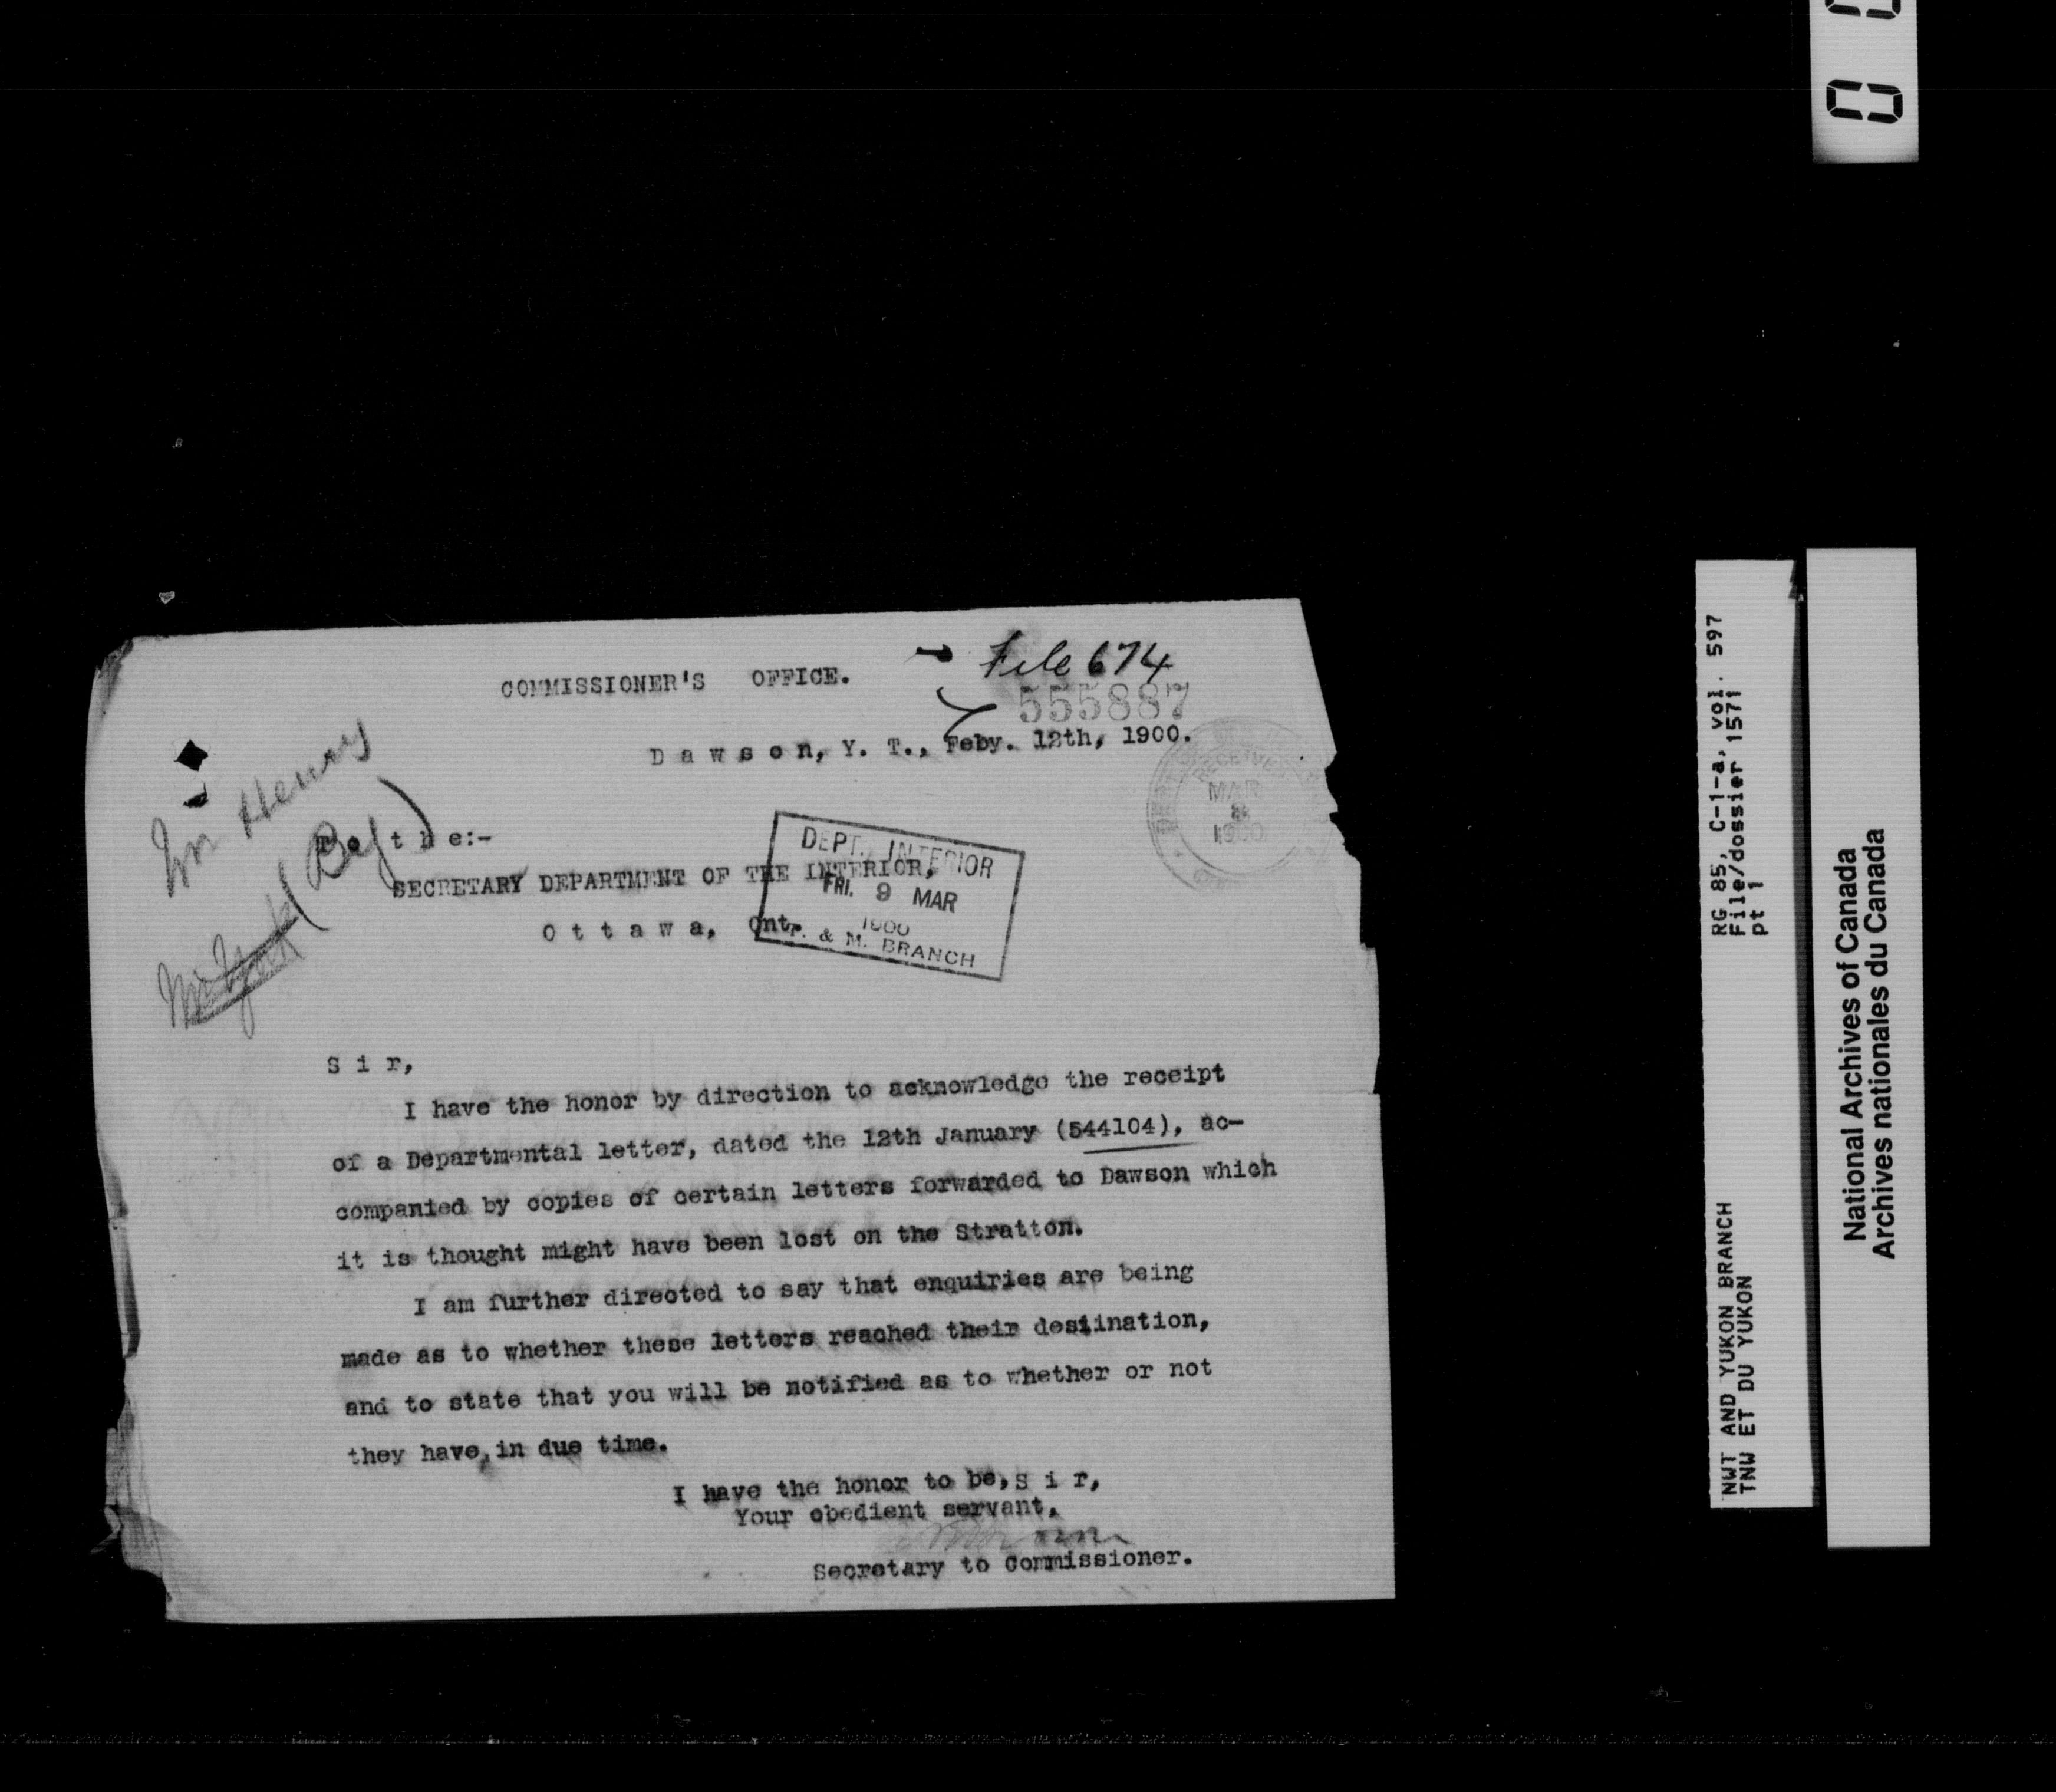 COMMISSIONER'S OFFICE.
File 674
555887
D a w s o n, Y. T., Feby. 12th, 1900.
RECEIVED
MAR
8
1900
Mr Henry
(Reg)
T o t h e:-
SECRETARY DEPARTMENT OF THE INTERIOR,
O t t a w a, Ont.
DEPT. INTERIOR
FRI. 9 MAR
1900
& M. BRANCH
S i r,
I have the honor by direction to acknowledge the receipt
of a Departmental letter, dated the 12th January (544104), ac-
companied by copies of certain letters forwarded to Dawson which
it is thought might have been lost on the Stratton.
I am further directed to say that enquiries are being
made as to whether these letters reached their destination,
and to state that you will be notified as to whether or not
they have, in due time.
I have the honor to be, S i r,
Your obedient servant,
Secretary to Commissioner.
RG 85, C-1-a, vol. 597
File/dossier 1571
pt 1
NWT AND YUKON BRANCH
TNW ET DU YUKON
National Archives of Canada
Archives nationales du Canada